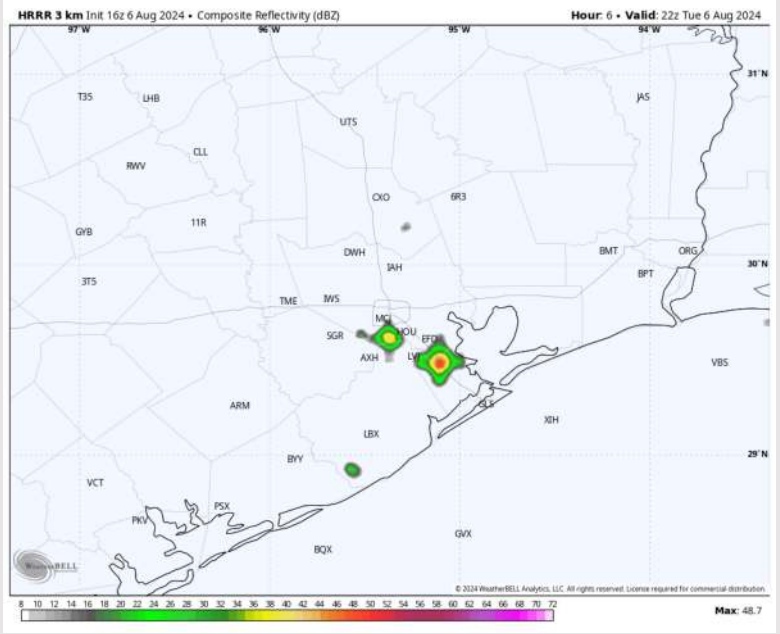 HRRR 3 km Init 16z 6 Aug 2024 • Composite Reflectivity (dBZ) Hour: 6 • Valid: 22z Tue 6 Aug 2024
97°W 96°W 95°W 94°W
31°N
T35 LHB JAS
UTS
CLL
RWV
CXO 6R3
11R
GYB
DWH BMT ORG
IAH 30°N
3T5 BPT
TME IWS
MCJ
SGR HOU EFD
AXH LVJ VBS
ARM GLS
XIH
LBX
BYY 29°N
VCT
PSX
PKV
GVX
BQX
WeatherBELL
© 2024 WeatherBELL Analytics, LLC. All rights reserved. License required for commercial distribution.
8 10 12 14 16 18 20 22 24 26 28 30 32 34 36 38 40 42 44 46 48 50 52 54 56 58 60 62 64 66 68 70 72
Max: 48.7